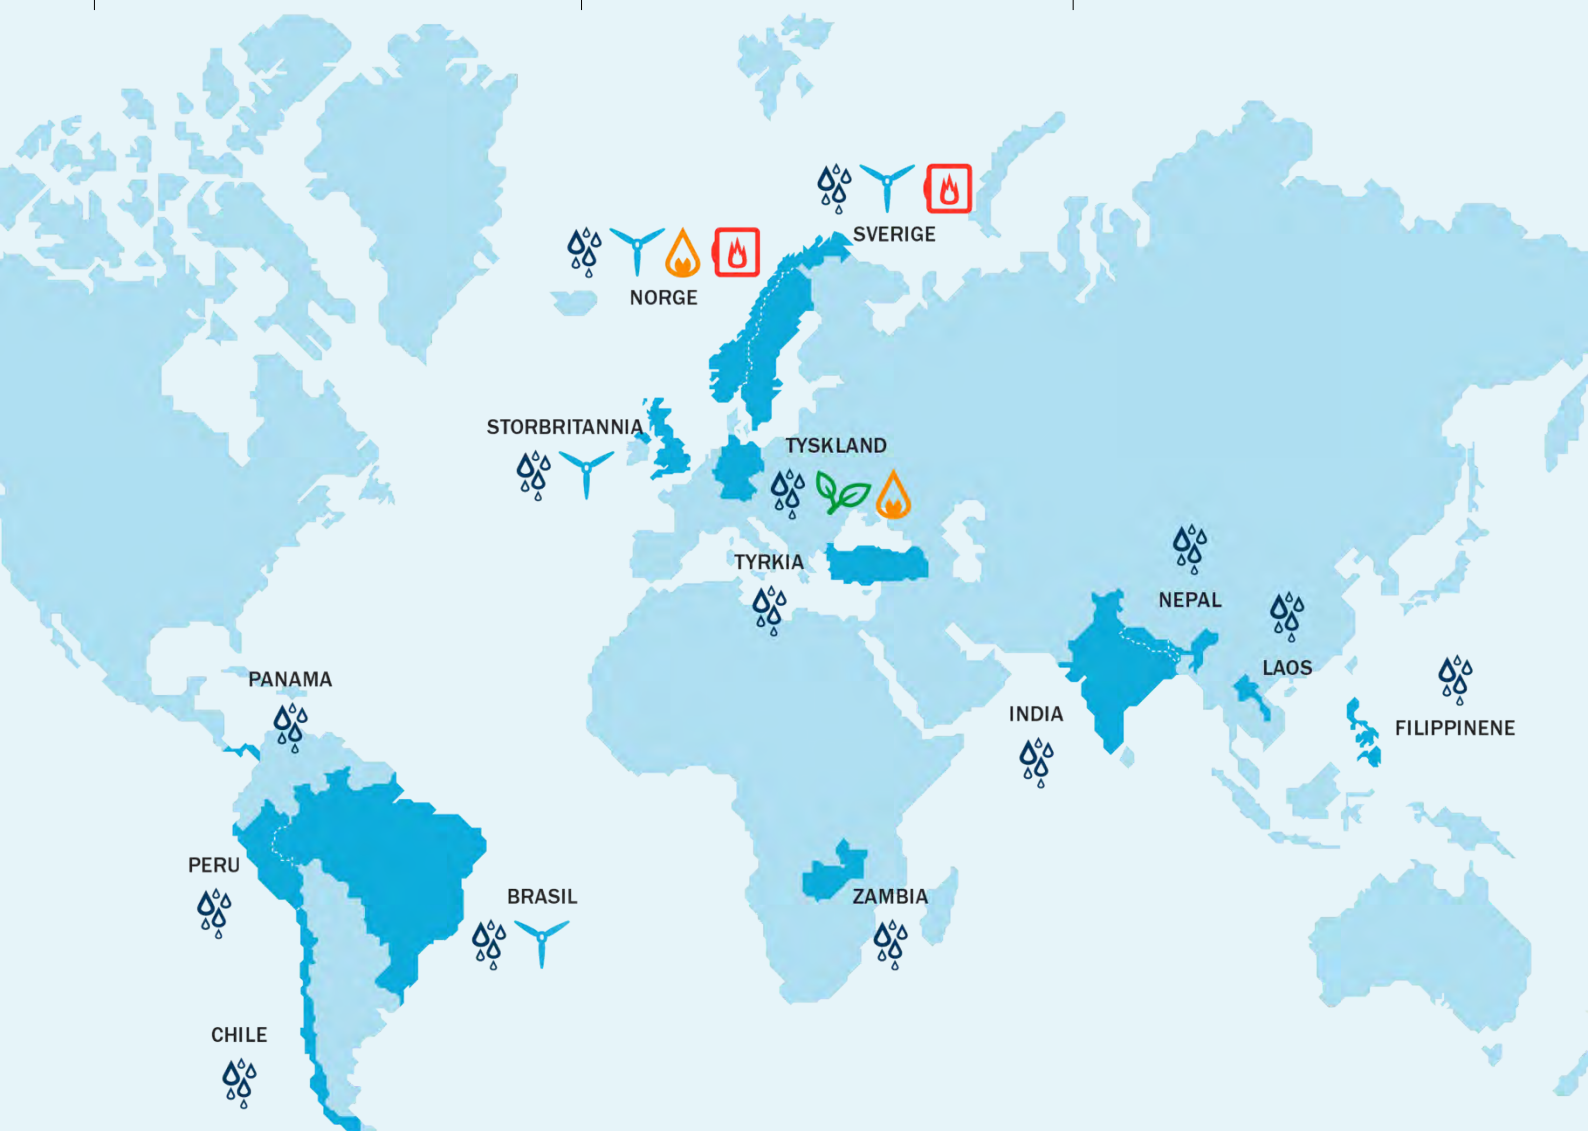 SVERIGE
NORGE
STORBRITANNIA
TYSKLAND
TYRKIA
NEPAL
LAOS
PANAMA
INDIA
FILIPPINENE
PERU
BRASIL
ZAMBIA
CHILE